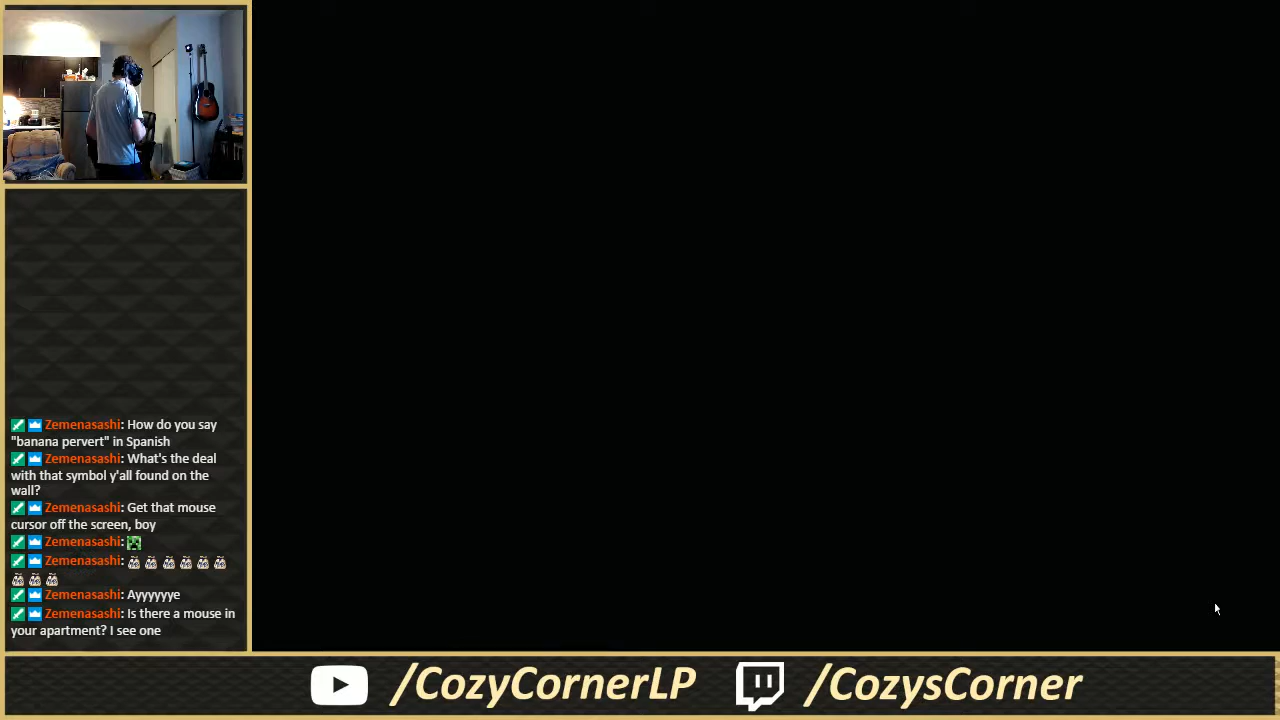 Zemenasashi: How do you say
"banana pervert" in Spanish
Zemenasashi: What's the deal
with that symbol y'all found on the
wall?
Zemenasashi: Get that mouse
cursor off the screen, boy
Zemenasashi:
Zemenasashi:
Zemenasashi: Ayyyyyye
Zemenasashi: Is there a mouse in
your apartment? I see one
/CozyCornerLP /CozysCorner